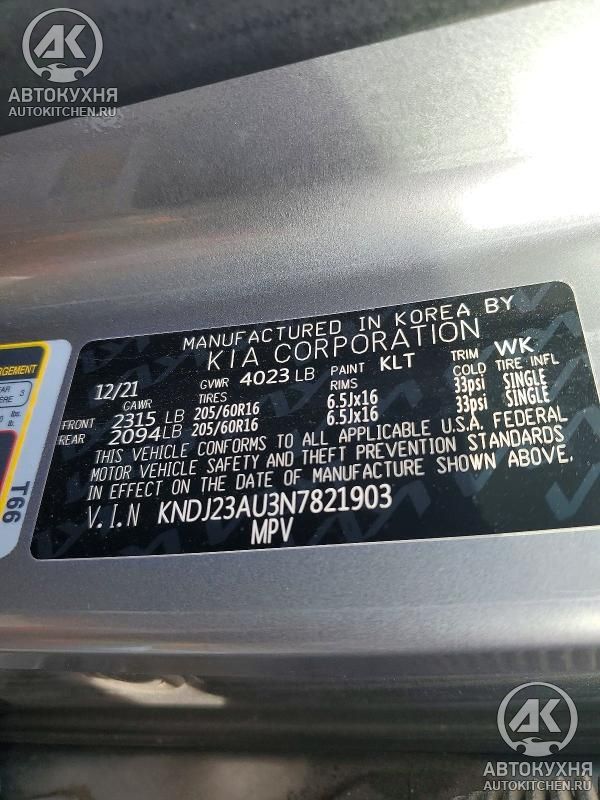 АК
АВТОКУХНЯ
AUTOKITCHEN.RU
MANUFACTURED IN KOREA BY
KIA CORPORATION
12/21 GVWR 4023 LB PAINT KLT TRIM WK
GAWR TIRES RIMS COLD TIRE INFL
FRONT 2315 LB 205/60R16 6.5Jx16 33psi SINGLE
REAR 2094 LB 205/60R16 6.5Jx16 33psi SINGLE
THIS VEHICLE CONFORMS TO ALL APPLICABLE U.S.A. FEDERAL
MOTOR VEHICLE SAFETY AND THEFT PREVENTION STANDARDS
IN EFFECT ON THE DATE OF MANUFACTURE SHOWN ABOVE.
V.I.N KNDJ23AU3N7821903
MPV
T66
АК
АВТОКУХНЯ
AUTOKITCHEN.RU